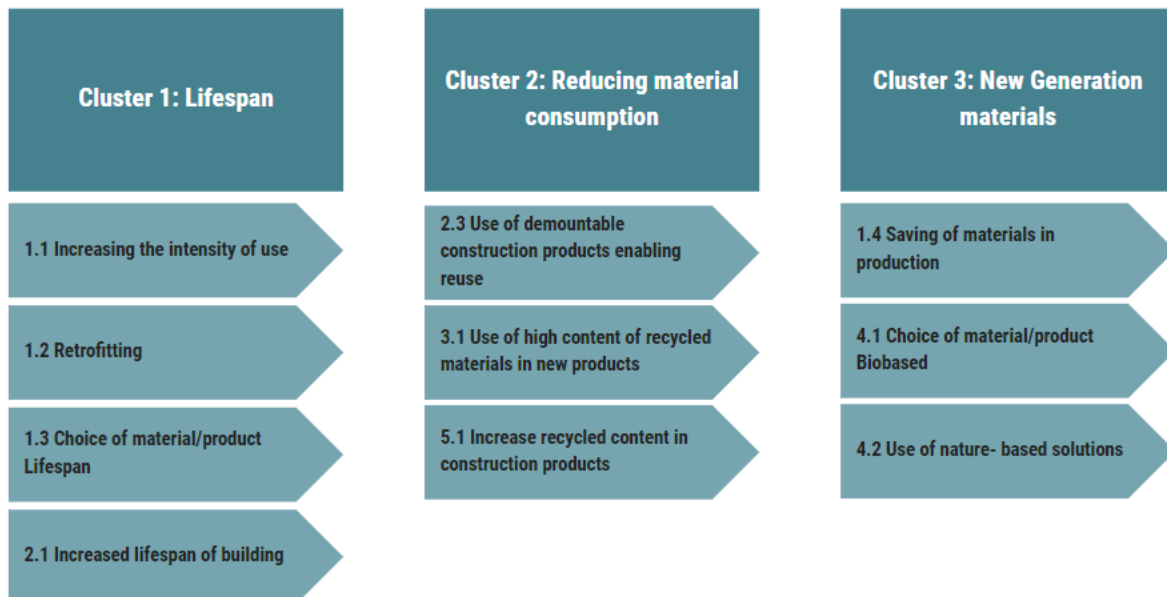 Cluster 1: Lifespan
1.1 Increasing the intensity of use
1.2 Retrofitting
1.3 Choice of material/product
Lifespan
2.1 Increased lifespan of building
Cluster 2: Reducing material
consumption
2.3 Use of demountable
construction products enabling
reuse
3.1 Use of high content of recycled
materials in new products
5.1 Increase recycled content in
construction products
Cluster 3: New Generation
materials
1.4 Saving of materials in
production
4.1 Choice of material/product
Biobased
4.2 Use of nature- based solutions